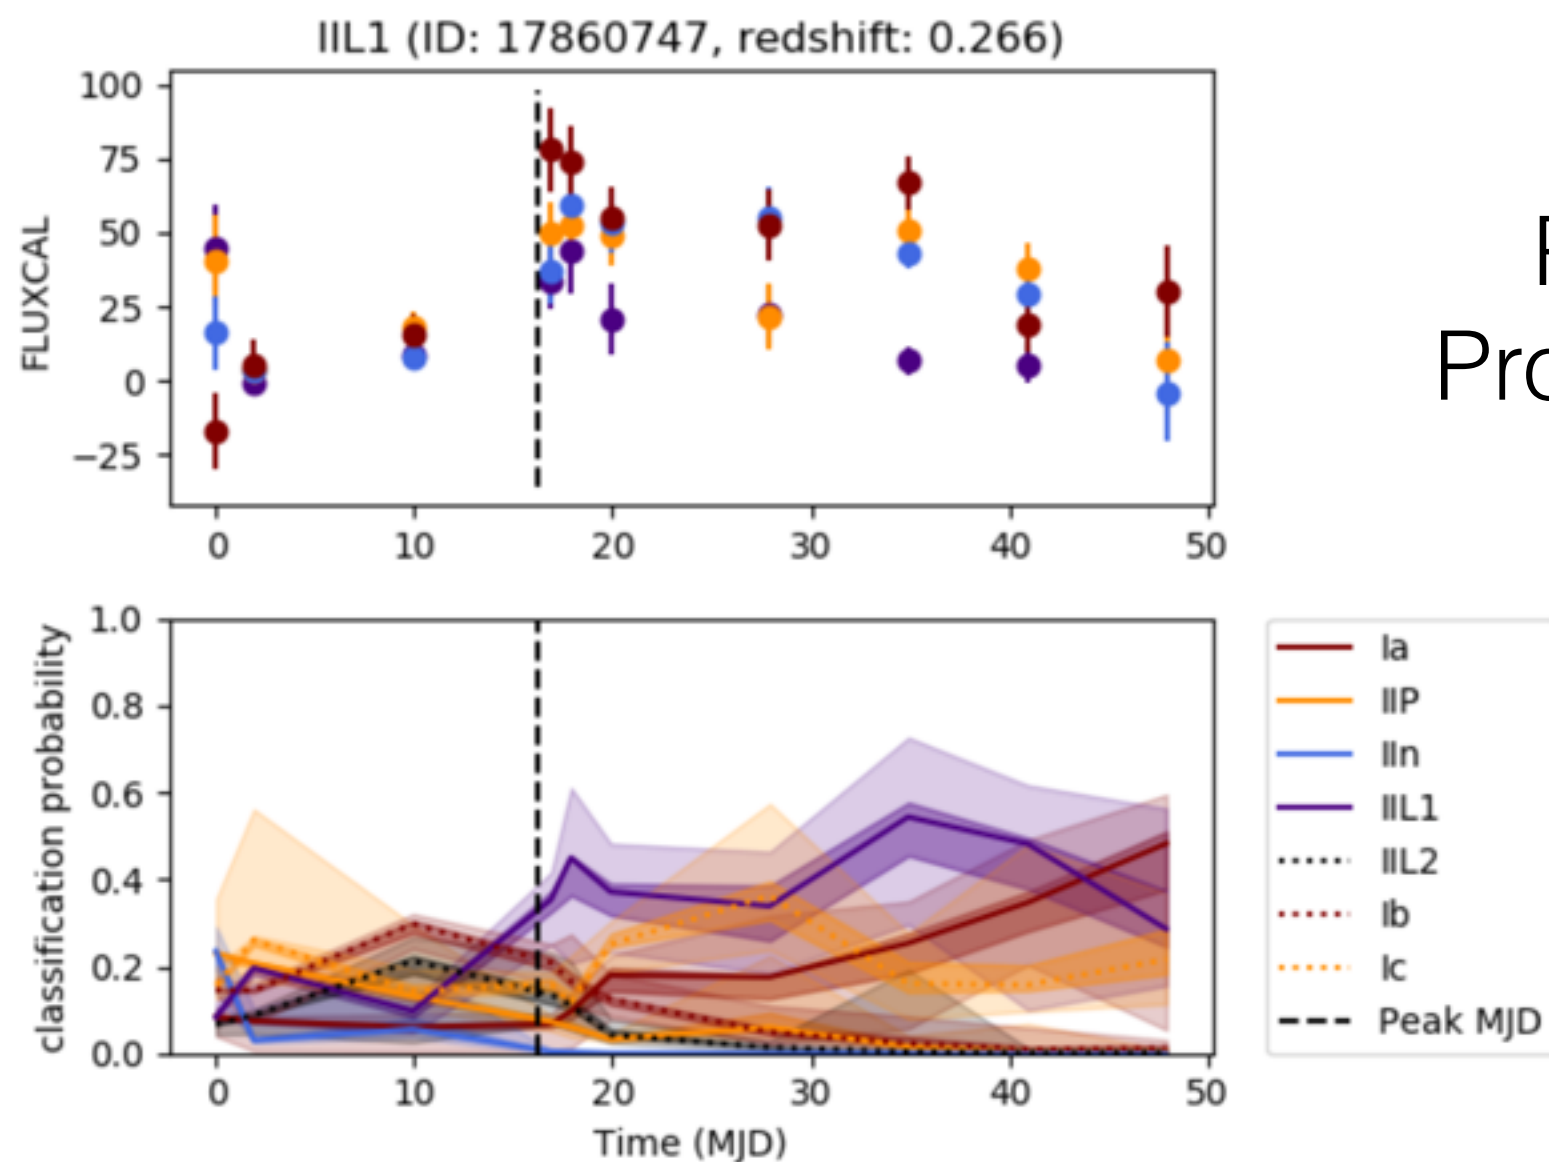 IIL1 (ID: 17860747, redshift: 0.266)
100
75
50
25
0
−25
FLUXCAL
0 10 20 30 40 50
1.0
0.8
0.6
0.4
0.2
0.0
classification probability
0 10 20 30 40 50
Time (MJD)
Ia
IIP
IIn
IIL1
IIL2
Ib
Ic
Peak MJD